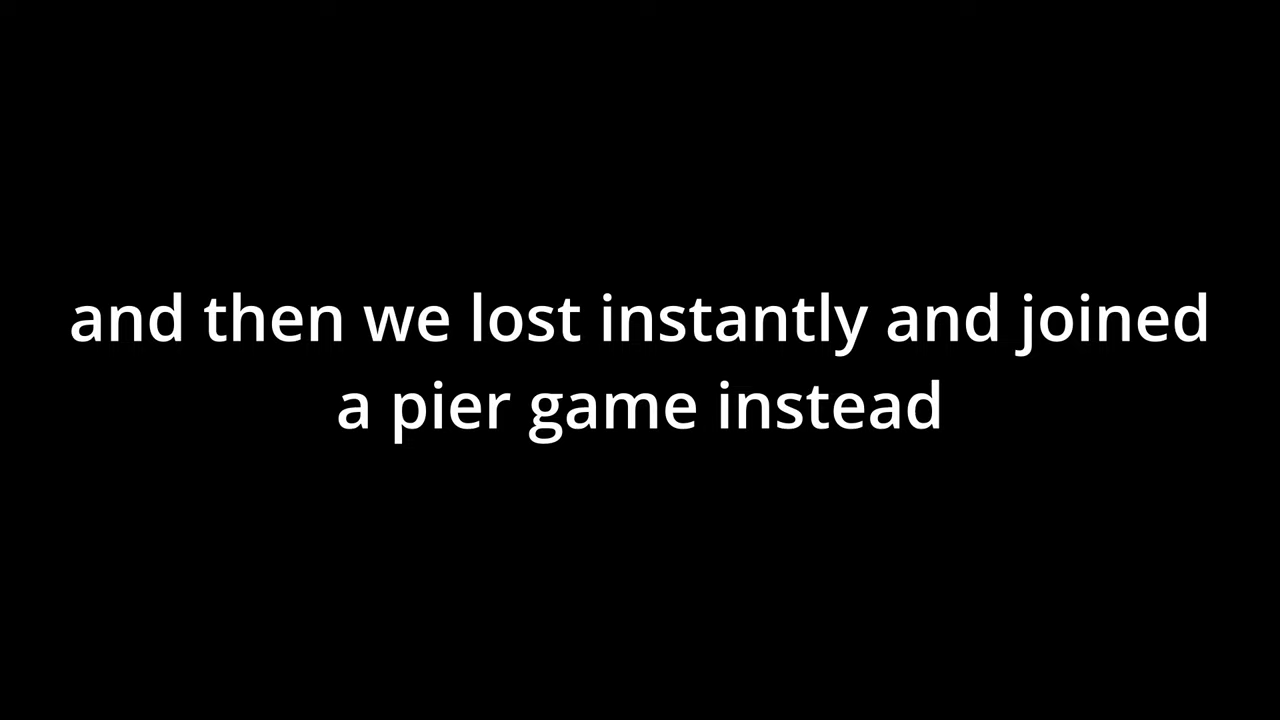 and then we lost instantly and joined
a pier game instead